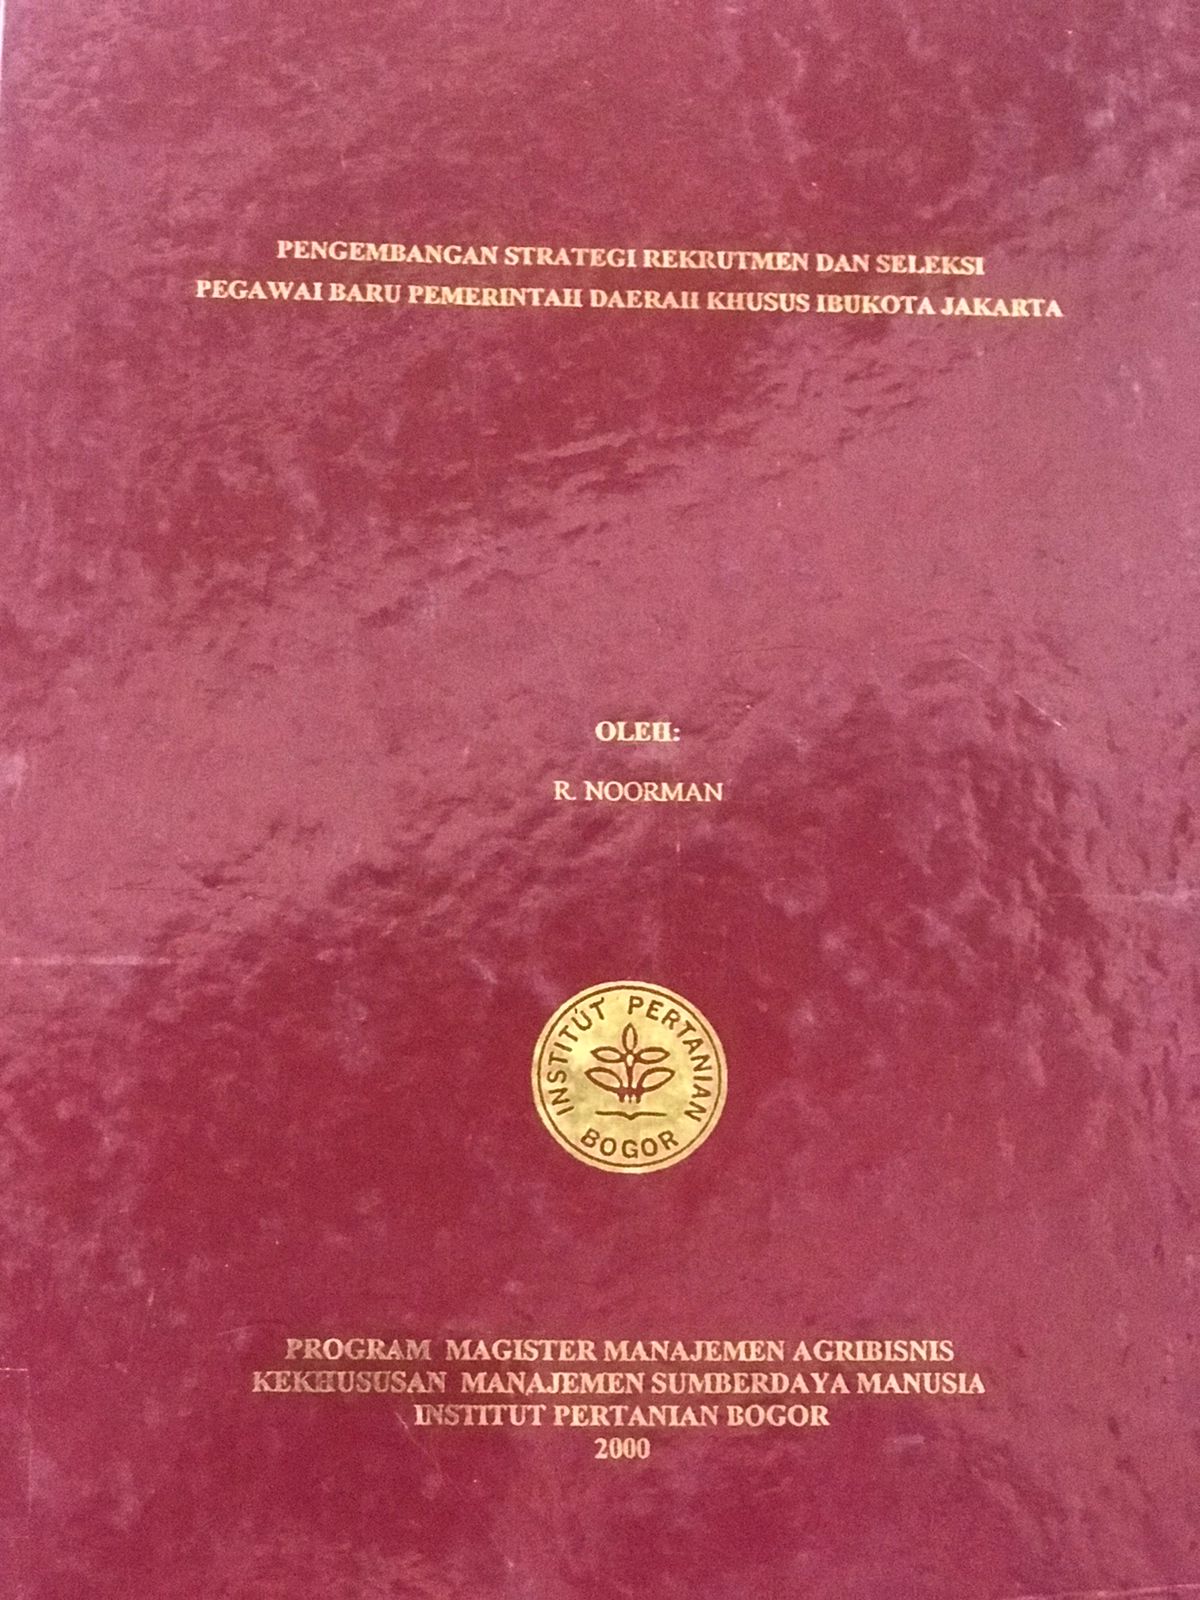 PENGEMBANGAN STRATEGI REKRUTMEN DAN SELEKSI
PEGAWAI BARU PEMERINTAH DAERAH KHUSUS IBUKOTA JAKARTA
OLEH:
R. NOORMAN
INSTITUT PERTANIAN
BOGOR
PROGRAM MAGISTER MANAJEMEN AGRIBISNIS
KEKHUSUSAN MANAJEMEN SUMBERDAYA MANUSIA
INSTITUT PERTANIAN BOGOR
2000